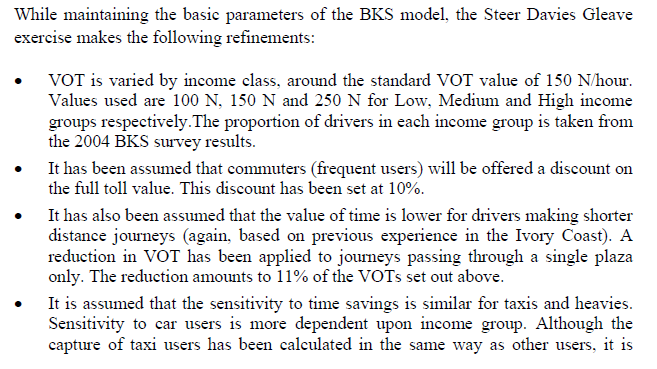 While maintaining the basic parameters of the BKS model, the Steer Davies Gleave
exercise makes the following refinements:
• VOT is varied by income class, around the standard VOT value of 150 N/hour.
Values used are 100 N, 150 N and 250 N for Low, Medium and High income
groups respectively.The proportion of drivers in each income group is taken from
the 2004 BKS survey results.
• It has been assumed that commuters (frequent users) will be offered a discount on
the full toll value. This discount has been set at 10%.
• It has also been assumed that the value of time is lower for drivers making shorter
distance journeys (again, based on previous experience in the Ivory Coast). A
reduction in VOT has been applied to journeys passing through a single plaza
only. The reduction amounts to 11% of the VOTs set out above.
• It is assumed that the sensitivity to time savings is similar for taxis and heavies.
Sensitivity to car users is more dependent upon income group. Although the
capture of taxi users has been calculated in the same way as other users, it is